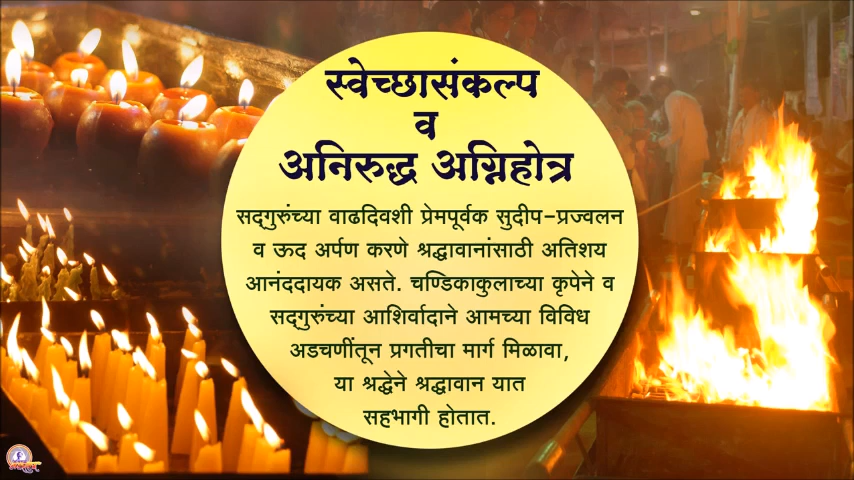 स्वेच्छासंकल्प
व
अनिरुद्ध अग्निहोत्र
सद्‌गुरुंच्या वाढदिवशी प्रेमपूर्वक सुदीप-प्रज्वलन
व ऊद अर्पण करणे श्रद्धावानांसाठी अतिशय
आनंददायक असते. चण्डिकाकुलाच्या कृपेने व
सद्‌गुरुंच्या आशिर्वादाने आमच्या विविध
अडचणींतून प्रगतीचा मार्ग मिळावा,
या श्रद्धेने श्रद्धावान यात
सहभागी होतात.